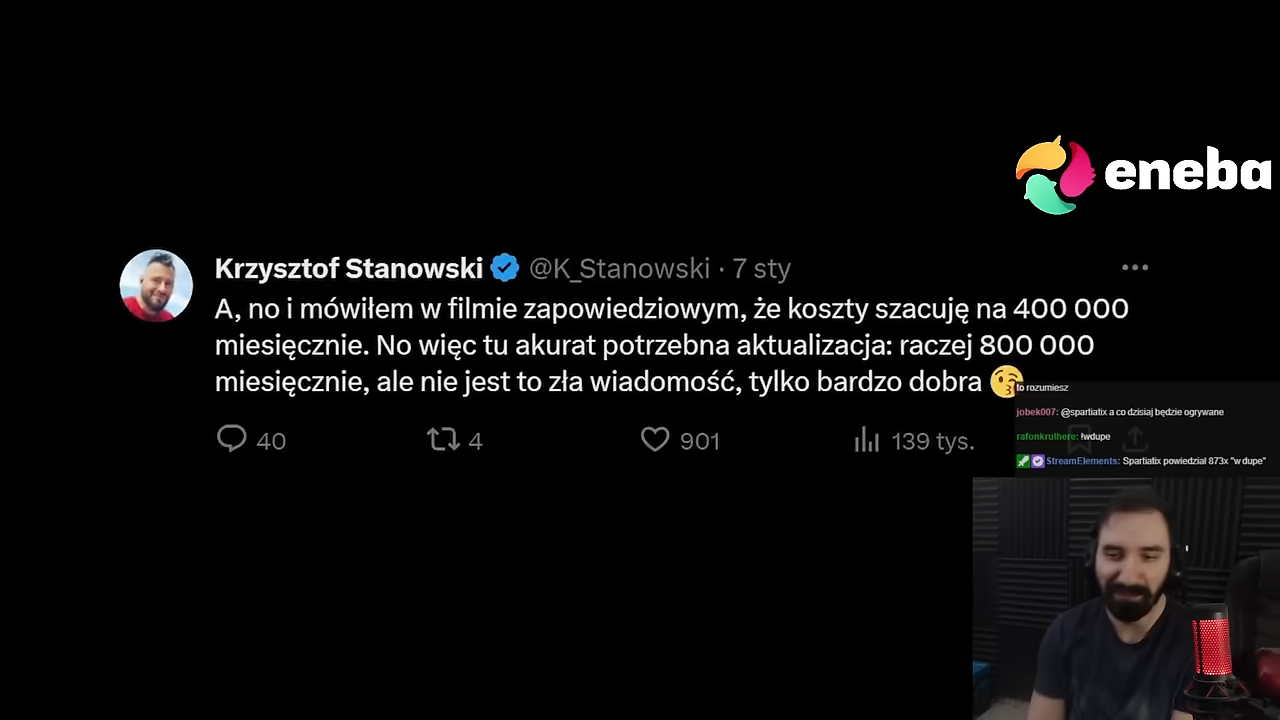 eneba
Krzysztof Stanowski @K_Stanowski · 7 sty
A, no i mówiłem w filmie zapowiedziowym, że koszty szacuję na 400 000
miesięcznie. No więc tu akurat potrzebna aktualizacja: raczej 800 000
miesięcznie, ale nie jest to zła wiadomość, tylko bardzo dobra
40 4 901 139 tys.
to rozumiesz
jobek007: @spartiatix a co dzisiaj będzie ogrywane
rafonkrulhere: !wdupe
StreamElements: Spartiatix powiedział 873x "w dupe"